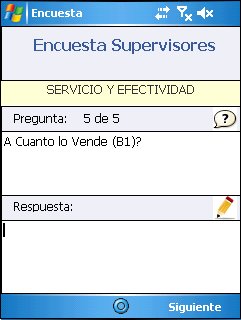 Encuesta
Encuesta Supervisores
SERVICIO Y EFECTIVIDAD
Pregunta: 5 de 5
?
A Cuanto lo Vende (B1)?
Respuesta:
Siguiente